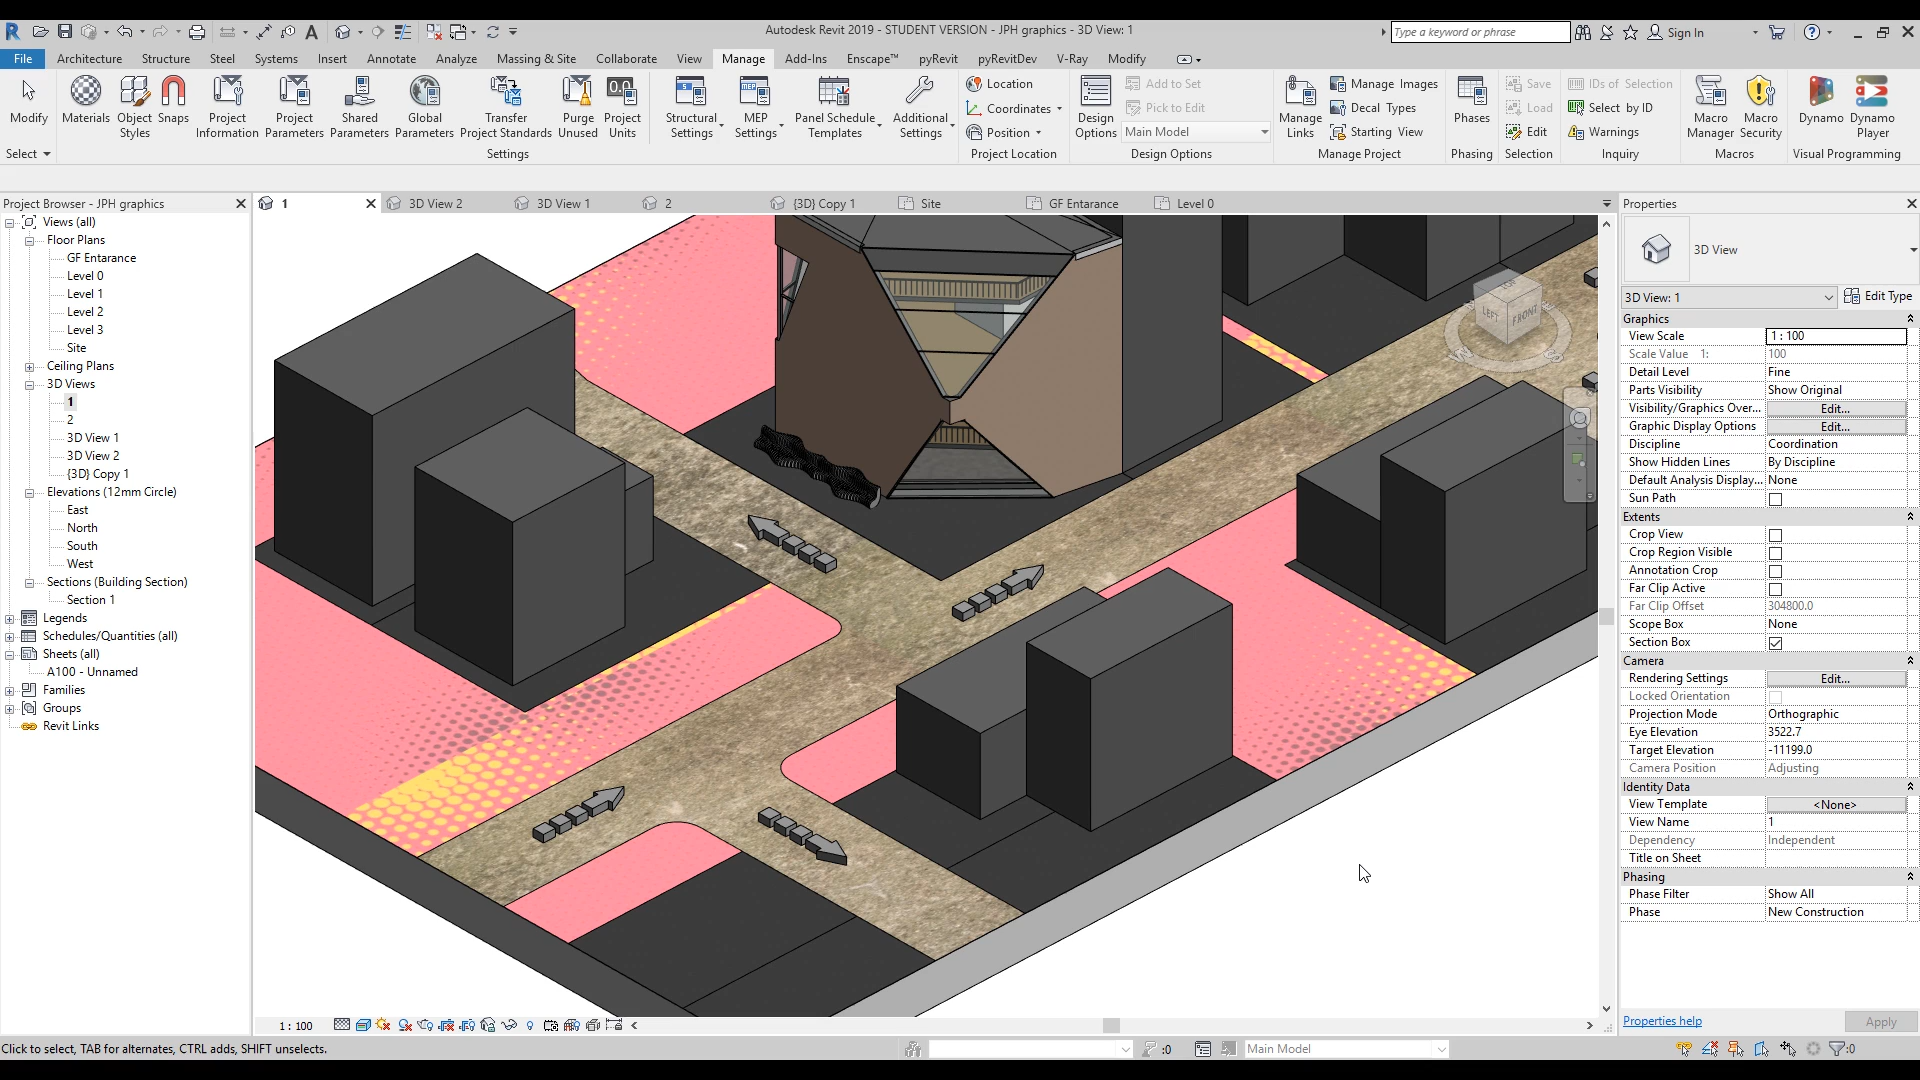 Autodesk Revit 2019 - STUDENT VERSION - JPH graphics - 3D View: 1
Type a keyword or phrase
Sign In
File Architecture Structure Steel Systems Insert Annotate Analyze Massing & Site Collaborate View Manage Add-Ins Enscape™ pyRevit pyRevitDev V-Ray Modify
Modify
Select
Materials
Object Styles
Snaps
Project Information
Project Parameters
Shared Parameters
Global Parameters
Transfer Project Standards
Purge Unused
Project Units
Settings
Structural Settings
MEP Settings
Panel Schedule Templates
Additional Settings
Location
Coordinates
Position
Project Location
Design Options
Add to Set
Pick to Edit
Main Model
Design Options
Manage Links
Manage Images
Decal Types
Starting View
Manage Project
Phases
Phasing
Save
Load
Edit
Selection
IDs of Selection
Select by ID
Warnings
Inquiry
Macro Manager
Macro Security
Macros
Dynamo
Dynamo Player
Visual Programming
Project Browser - JPH graphics
Views (all)
Floor Plans
GF Entarance
Level 0
Level 1
Level 2
Level 3
Site
Ceiling Plans
3D Views
1
2
3D View 1
3D View 2
{3D} Copy 1
Elevations (12mm Circle)
East
North
South
West
Sections (Building Section)
Section 1
Legends
Schedules/Quantities (all)
Sheets (all)
A100 - Unnamed
Families
Groups
Revit Links
1
3D View 2
3D View 1
2
{3D} Copy 1
Site
GF Entarance
Level 0
LEFT
FRONT
Properties
3D View
3D View: 1
Edit Type
Graphics
View Scale 1 : 100
Scale Value 1: 100
Detail Level Fine
Parts Visibility Show Original
Visibility/Graphics Over... Edit...
Graphic Display Options Edit...
Discipline Coordination
Show Hidden Lines By Discipline
Default Analysis Display... None
Sun Path
Extents
Crop View
Crop Region Visible
Annotation Crop
Far Clip Active
Far Clip Offset 304800.0
Scope Box None
Section Box
Camera
Rendering Settings Edit...
Locked Orientation
Projection Mode Orthographic
Eye Elevation 3522.7
Target Elevation -11199.0
Camera Position Adjusting
Identity Data
View Template <None>
View Name 1
Dependency Independent
Title on Sheet
Phasing
Phase Filter Show All
Phase New Construction
Properties help
Apply
1 : 100
Click to select, TAB for alternates, CTRL adds, SHIFT unselects.
:0
Main Model
:0